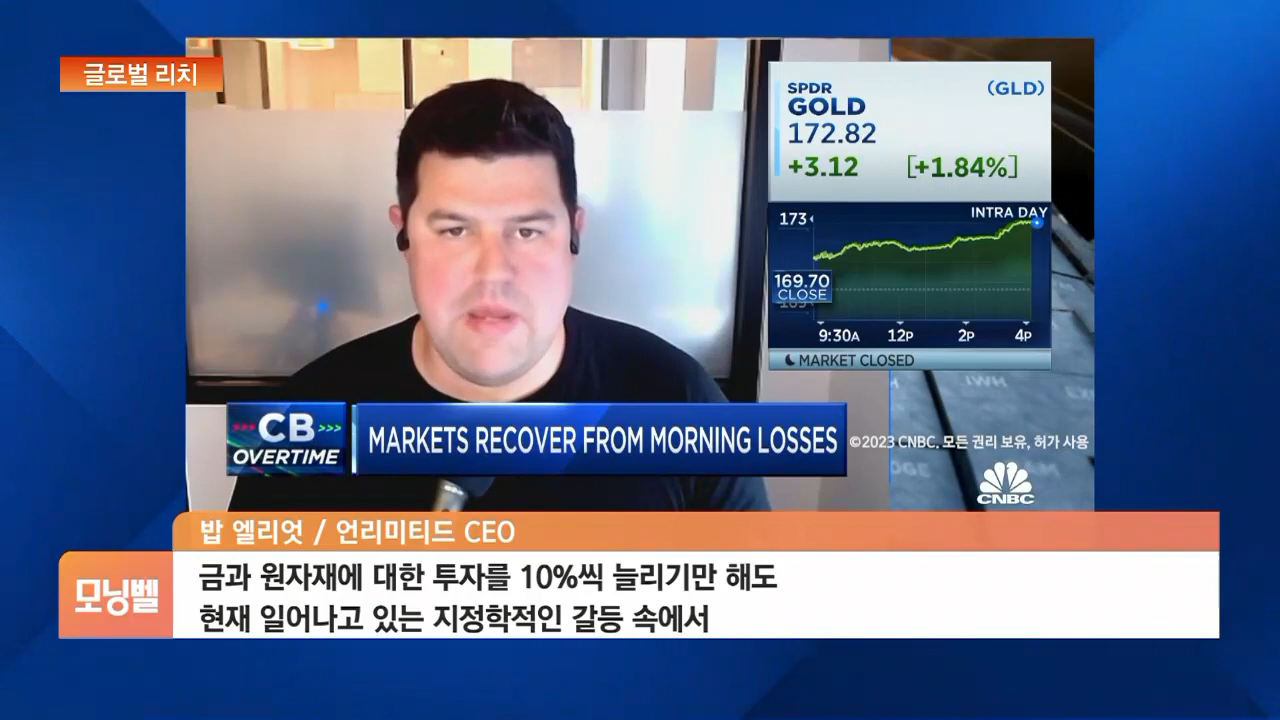 글로벌 리치
SPDR (GLD)
GOLD
172.82
+3.12 [+1.84%]
INTRA DAY
173
169.70
CLOSE
9:30A 12P 2P 4P
MARKET CLOSED
CB >>>
OVERTIME
MARKETS RECOVER FROM MORNING LOSSES
©2023 CNBC, 모든 권리 보유, 허가 사용
CNBC
밥 엘리엇 / 언리미티드 CEO
모닝벨
금과 원자재에 대한 투자를 10%씩 늘리기만 해도
현재 일어나고 있는 지정학적인 갈등 속에서